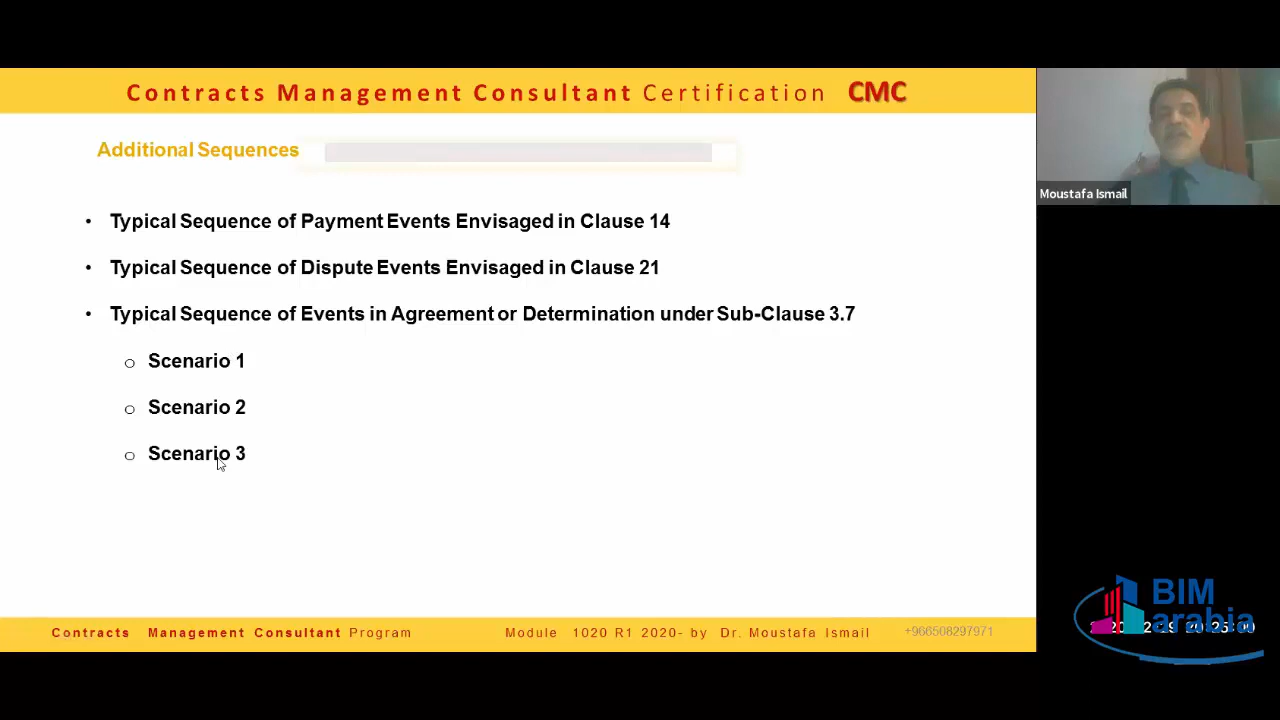 Contracts Management Consultant Certification CMC
Additional Sequences
Moustafa Ismail
• Typical Sequence of Payment Events Envisaged in Clause 14
• Typical Sequence of Dispute Events Envisaged in Clause 21
• Typical Sequence of Events in Agreement or Determination under Sub-Clause 3.7
o Scenario 1
o Scenario 2
o Scenario 3
BIM
arabia
Contracts Management Consultant Program
Module 1020 R1 2020- by Dr. Moustafa Ismail
+966508297971